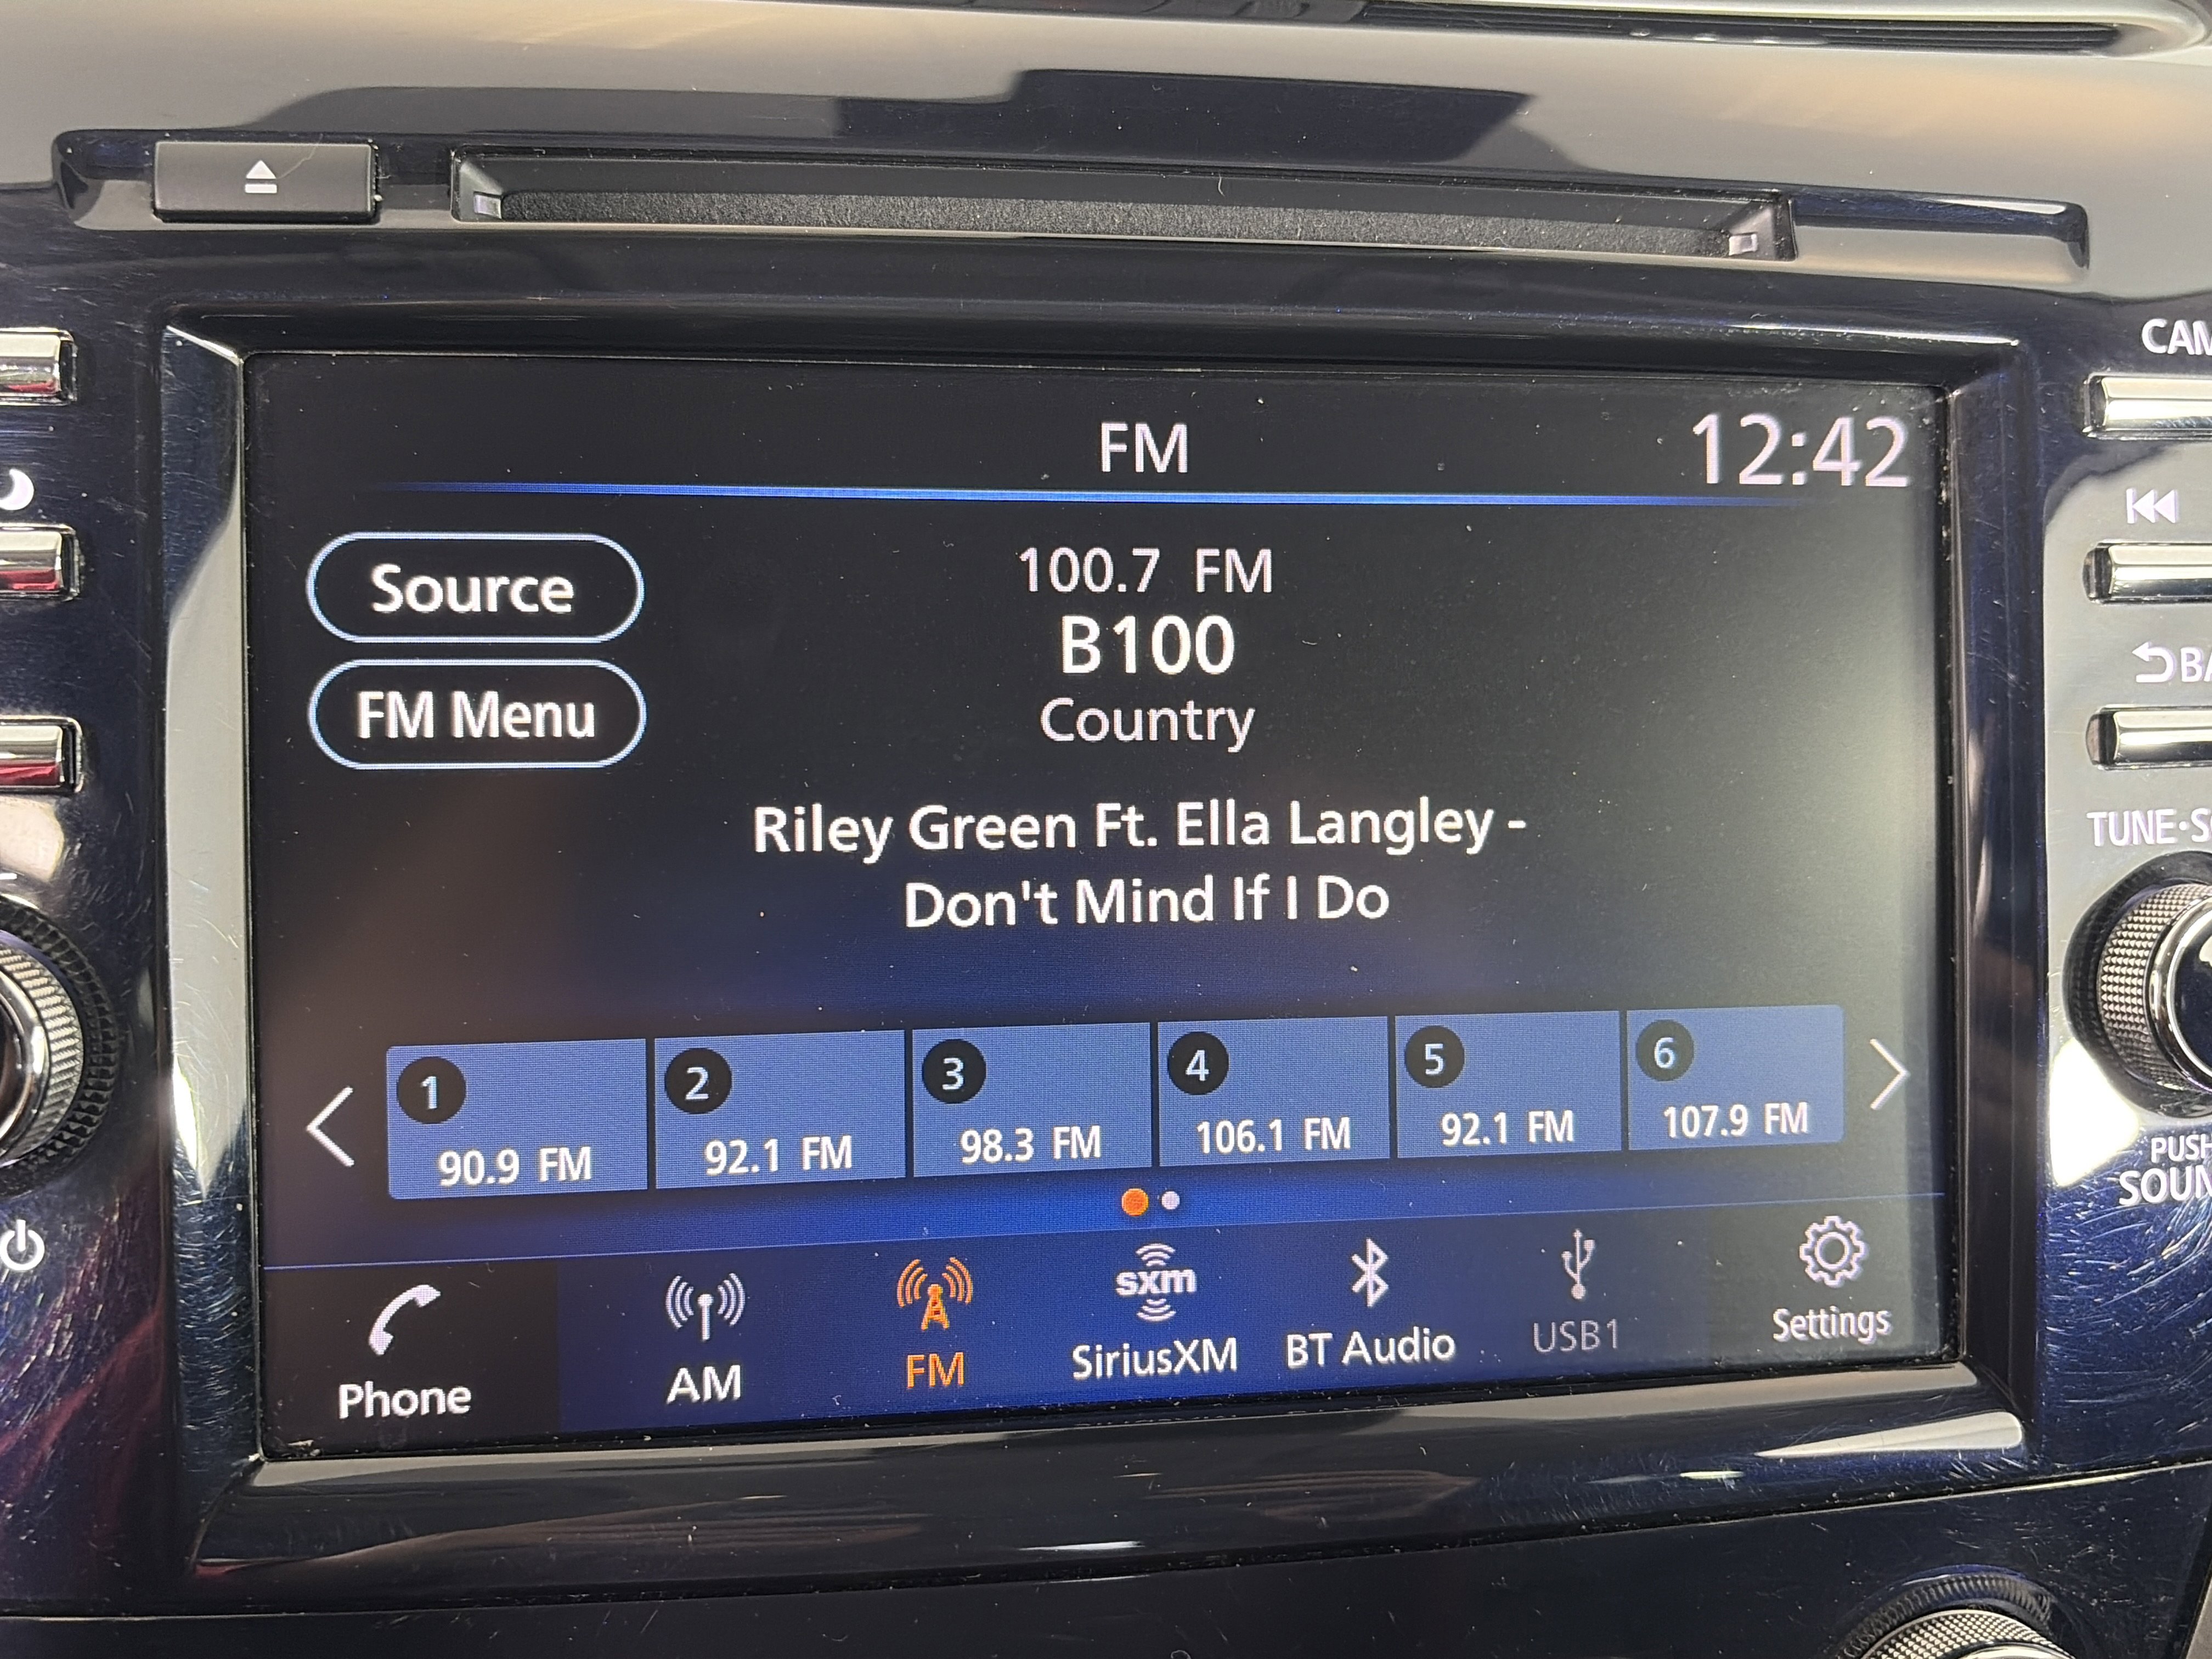 FM
12:42
Source
100.7 FM
B100
FM Menu
Country
Riley Green Ft. Ella Langley -
Don't Mind If I Do
1
90.9 FM
2
92.1 FM
3
98.3 FM
4
106.1 FM
5
92.1 FM
6
107.9 FM
Phone
AM
FM
sxm
SiriusXM
BT Audio
USB1
Settings
CAM
BA
TUNE·S
PUSH
SOUN